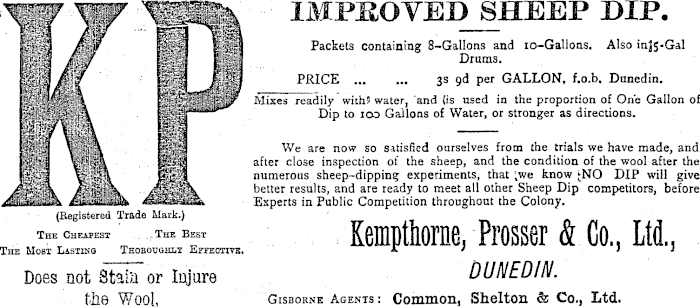 KP
(Registered Trade Mark.)
THE CHEAPEST THE BEST
THE MOST LASTING THOROUGHLY EFFECTIVE.
Does not Stain or Injure
the Wool,
IMPROVED SHEEP DIP.
Packets containing 8-Gallons and 10-Gallons. Also in 5-Gal
Drums.
PRICE ... ... 3s 9d per GALLON, f.o.b. Dunedin.
Mixes readily with water, and is used in the proportion of One Gallon of
Dip to 100 Gallons of Water, or stronger as directions.
We are now so satisfied ourselves from the trials we have made, and
after close inspection of the sheep, and the condition of the wool after the
numerous sheep-dipping experiments, that we know NO DIP will give
better results, and are ready to meet all other Sheep Dip competitors, before
Experts in Public Competition throughout the Colony.
Kempthorne, Prosser & Co., Ltd.,
DUNEDIN.
GISBORNE AGENTS: Common, Shelton & Co., Ltd.